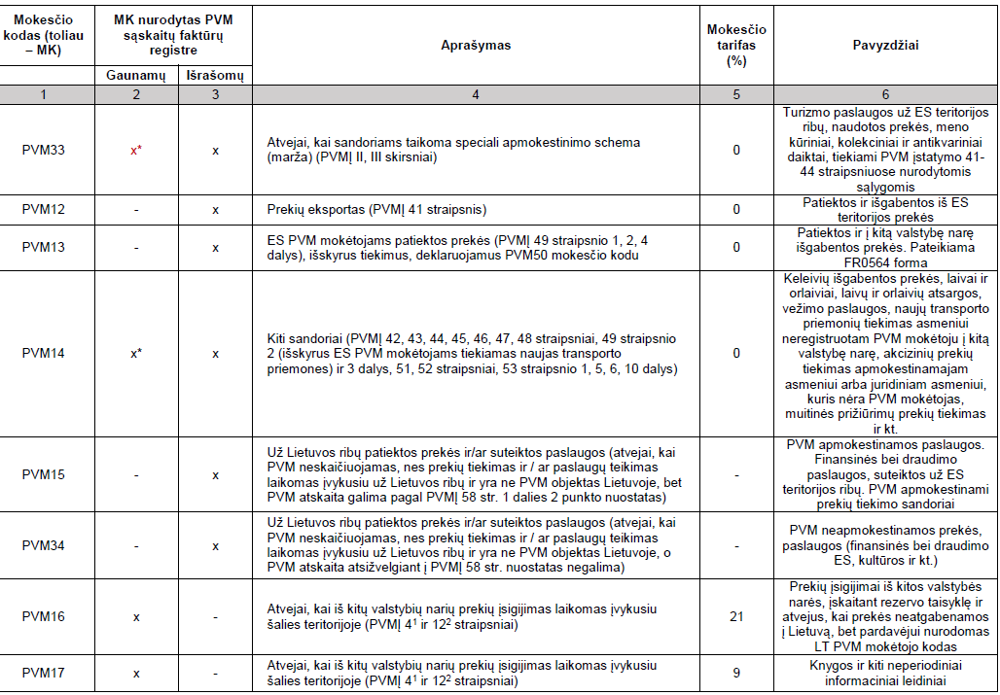 Mokesčio
kodas (toliau
– MK)
MK nurodytas PVM
sąskaitų faktūrų
registre
Aprašymas
Mokesčio
tarifas
(%)
Pavyzdžiai
Gaunamų
Išrašomų
1
2
3
4
5
6
PVM33
x*
x
Atvejai, kai sandoriams taikoma speciali apmokestinimo schema
(marža) (PVMĮ II, III skirsniai)
0
Turizmo paslaugos už ES teritorijos
ribų, naudotos prekės, meno
kūriniai, kolekciniai ir antikvariniai
daiktai, tiekiami PVM įstatymo 41-
44 straipsniuose nurodytomis
sąlygomis
PVM12
-
x
Prekių eksportas (PVMĮ 41 straipsnis)
0
Patiektos ir išgabentos iš ES
teritorijos prekės
PVM13
-
x
ES PVM mokėtojams patiektos prekės (PVMĮ 49 straipsnio 1, 2, 4
dalys), išskyrus tiekimus, deklaruojamus PVM50 mokesčio kodu
0
Patiektos ir į kitą valstybę narę
išgabentos prekės. Pateikiama
FR0564 forma
PVM14
x*
x
Kiti sandoriai (PVMĮ 42, 43, 44, 45, 46, 47, 48 straipsniai, 49 straipsnio
2 (išskyrus ES PVM mokėtojams tiekiamas naujas transporto
priemones) ir 3 dalys, 51, 52 straipsniai, 53 straipsnio 1, 5, 6, 10 dalys)
0
Keleivių išgabentos prekės, laivai ir
orlaiviai, laivų ir orlaivių atsargos,
vežimo paslaugos, naujų transporto
priemonių tiekimas asmeniui
neregistruotam PVM mokėtoju į kitą
valstybę narę, akcizinių prekių
tiekimas apmokestinamajam
asmeniui arba juridiniam asmeniui,
kuris nėra PVM mokėtojas,
muitinės prižiūrimų prekių tiekimas
ir kt.
PVM15
-
x
Už Lietuvos ribų patiektos prekės ir/ar suteiktos paslaugos (atvejai, kai
PVM neskaičiuojamas, nes prekių tiekimas ir / ar paslaugų teikimas
laikomas įvykusiu už Lietuvos ribų ir yra ne PVM objektas Lietuvoje, bet
PVM atskaita galima pagal PVMĮ 58 str. 1 dalies 2 punkto nuostatas)
-
PVM apmokestinamos paslaugos.
Finansinės bei draudimo
paslaugos, suteiktos už ES
teritorijos ribų. PVM apmokestinami
prekių tiekimo sandoriai
PVM34
-
x
Už Lietuvos ribų patiektos prekės ir/ar suteiktos paslaugos (atvejai, kai
PVM neskaičiuojamas, nes prekių tiekimas ir / ar paslaugų teikimas
laikomas įvykusiu už Lietuvos ribų ir yra ne PVM objektas Lietuvoje, o
PVM atskaita atsižvelgiant į PVMĮ 58 str. nuostatas negalima)
-
PVM neapmokestinamos prekės,
paslaugos (finansinės bei draudimo
ES, kultūros ir kt.)
PVM16
x
-
Atvejai, kai iš kitų valstybių narių prekių įsigijimas laikomas įvykusiu
šalies teritorijoje (PVMĮ 4¹ ir 12² straipsniai)
21
Prekių įsigijimai iš kitos valstybės
narės, įskaitant rezervo taisyklę ir
atvejus, kai prekės neatgabenamos
į Lietuvą, bet pardavėjui nurodomas
LT PVM mokėtojo kodas
PVM17
x
-
Atvejai, kai iš kitų valstybių narių prekių įsigijimas laikomas įvykusiu
šalies teritorijoje (PVMĮ 4¹ ir 12² straipsniai)
9
Knygos ir kiti neperiodiniai
informaciniai leidiniai